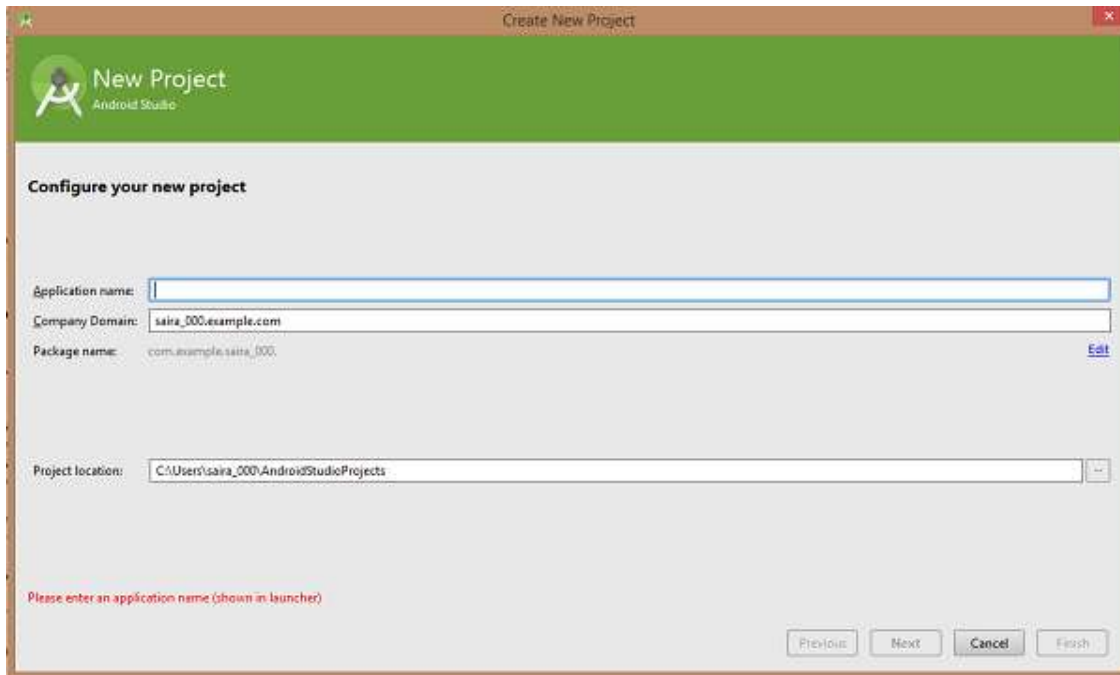 Create New Project
New Project
Android Studio
Configure your new project
Application name:
Company Domain: saira_000.example.com
Package name: com.example.saira_000. Edit
Project location: C:\Users\saira_000\AndroidStudioProjects ...
Please enter an application name (shown in launcher)
Previous Next Cancel Finish